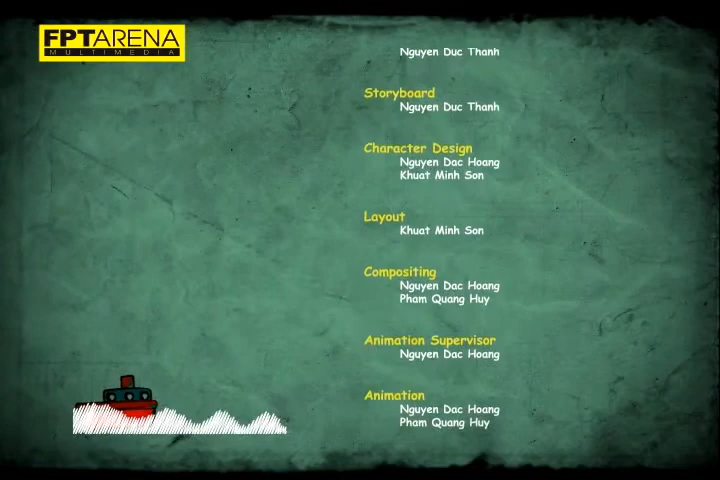 FPT ARENA
MULTIMEDIA
Nguyen Duc Thanh
Storyboard
Nguyen Duc Thanh
Character Design
Nguyen Dac Hoang
Khuat Minh Son
Layout
Khuat Minh Son
Compositing
Nguyen Dac Hoang
Pham Quang Huy
Animation Supervisor
Nguyen Dac Hoang
Animation
Nguyen Dac Hoang
Pham Quang Huy